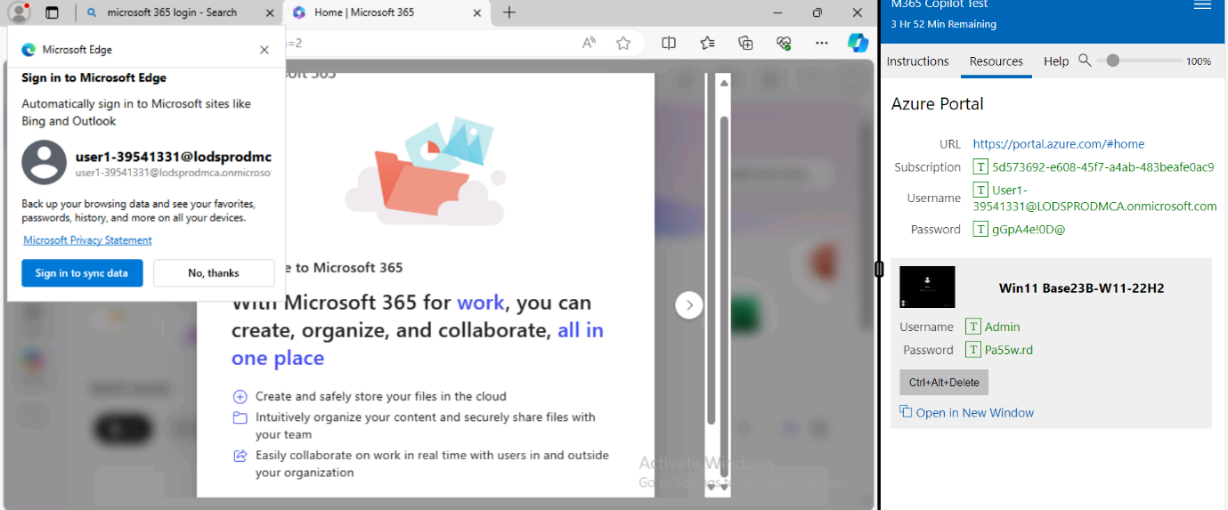 microsoft 365 login - Search
Home | Microsoft 365
=2
Microsoft Edge
Sign in to Microsoft Edge
Automatically sign in to Microsoft sites like
Bing and Outlook
user1-39541331@lodsprodmc
user1-39541331@lodsprodmca.onmicroso
Back up your browsing data and see your favorites,
passwords, history, and more on all your devices.
Microsoft Privacy Statement
Sign in to sync data
No, thanks
e to Microsoft 365
With Microsoft 365 for work, you can
create, organize, and collaborate, all in
one place
Create and safely store your files in the cloud
Intuitively organize your content and securely share files with
your team
Easily collaborate on work in real time with users in and outside
your organization
Activate Windows
Go to Settings to activate Windows.
M365 Copilot Test
3 Hr 52 Min Remaining
Instructions
Resources
Help
100%
Azure Portal
URL https://portal.azure.com/#home
Subscription T 5d573692-e608-45f7-a4ab-483beafe0ac9
Username T User1-
39541331@LODSPRODMCA.onmicrosoft.com
Password T gGpA4e!0D@
Win11 Base23B-W11-22H2
Username T Admin
Password T Pa55w.rd
Ctrl+Alt+Delete
Open in New Window